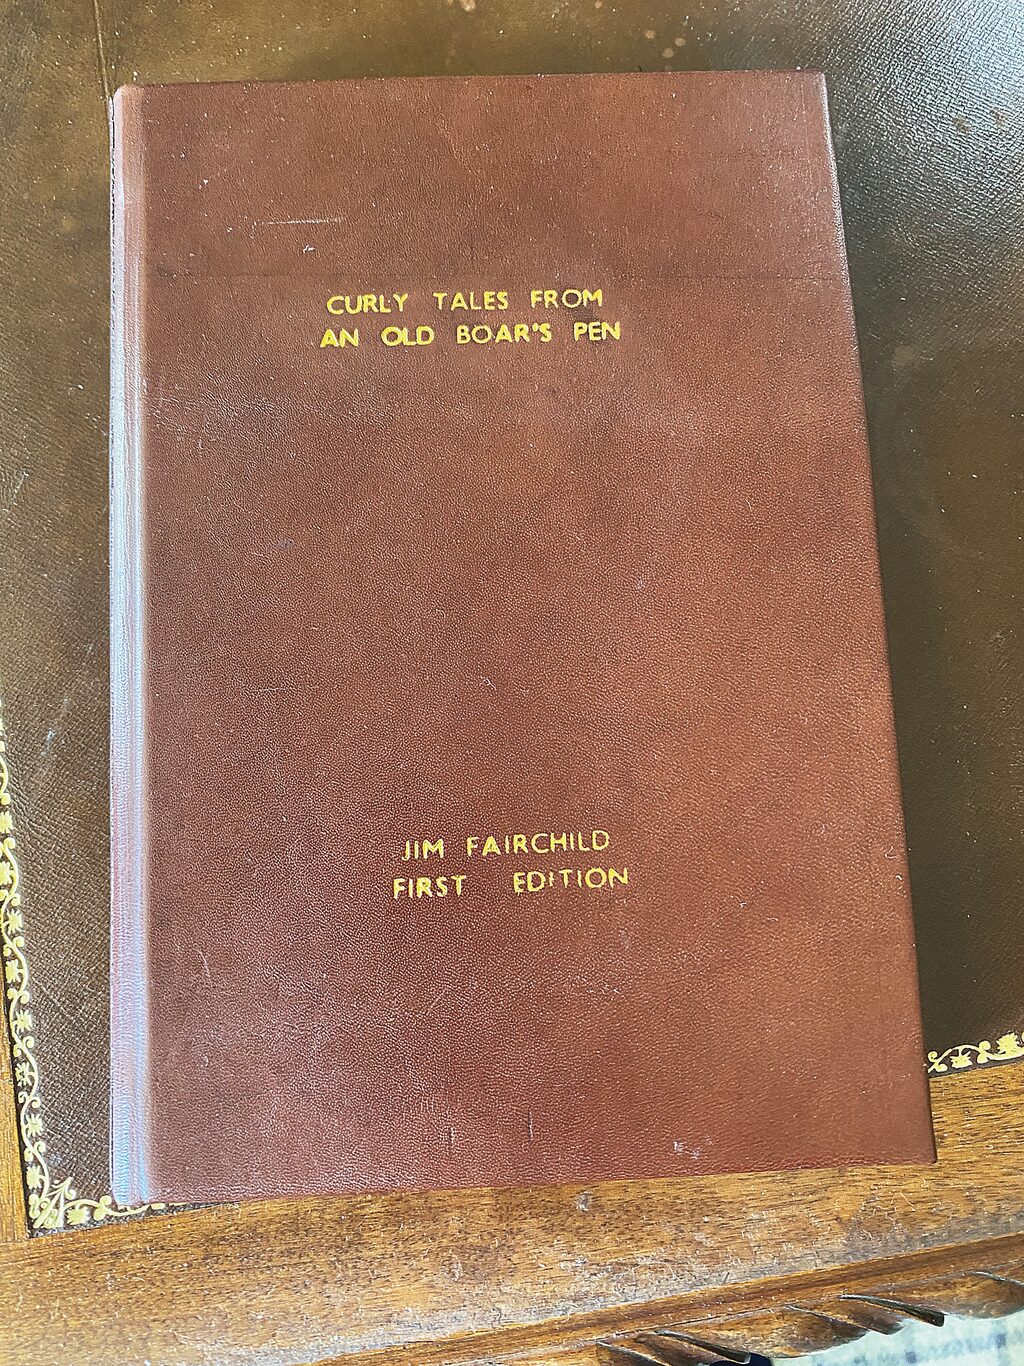 CURLY TALES FROM
AN OLD BOAR'S PEN
JIM FAIRCHILD
FIRST EDITION